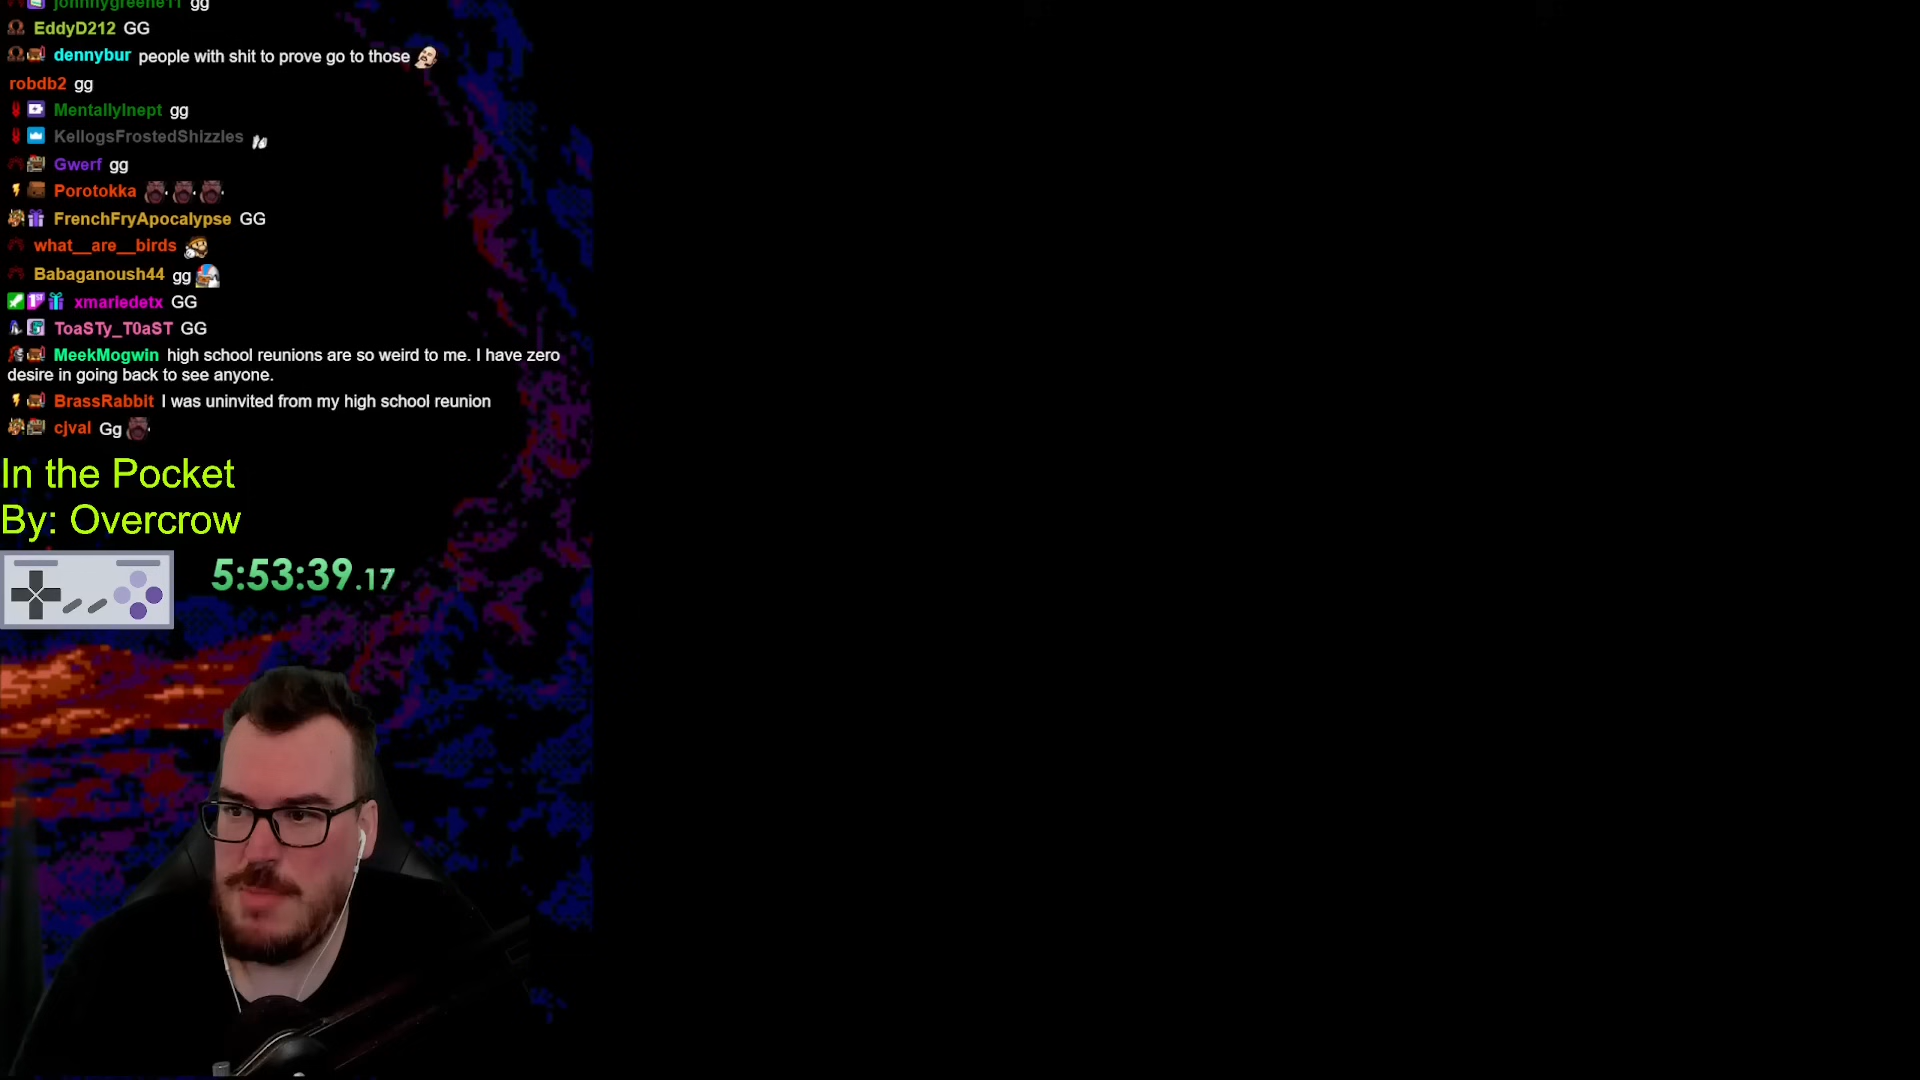 johnnygreene11 gg
EddyD212 GG
dennybur people with shit to prove go to those
robdb2 gg
MentallyInept gg
KellogsFrostedShizzles
Gwerf gg
Porotokka
FrenchFryApocalypse GG
what__are__birds
Babaganoush44 gg
xmariedetx GG
ToaSTy_T0aST GG
MeekMogwin high school reunions are so weird to me. I have zero
desire in going back to see anyone.
BrassRabbit I was uninvited from my high school reunion
cjval Gg
In the Pocket
By: Overcrow
5:53:39.17